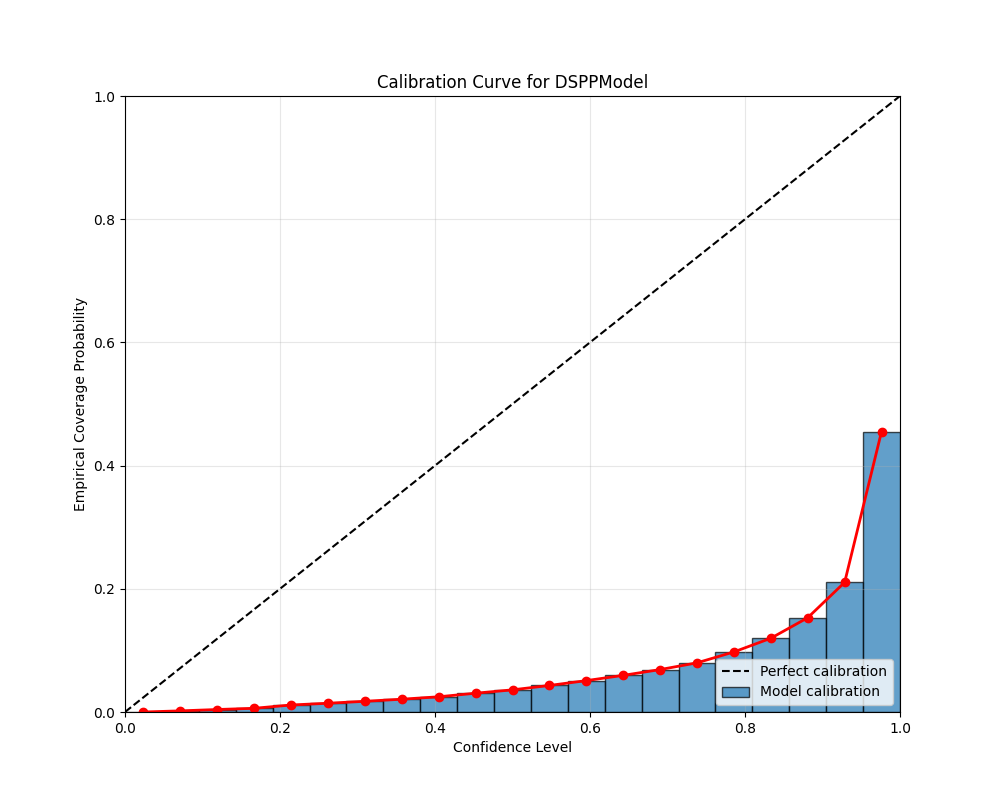 Calibration Curve for DSPPModel
Empirical Coverage Probability
1.0
0.8
0.6
0.4
0.2
0.0
Perfect calibration
Model calibration
0.0 0.2 0.4 0.6 0.8 1.0
Confidence Level